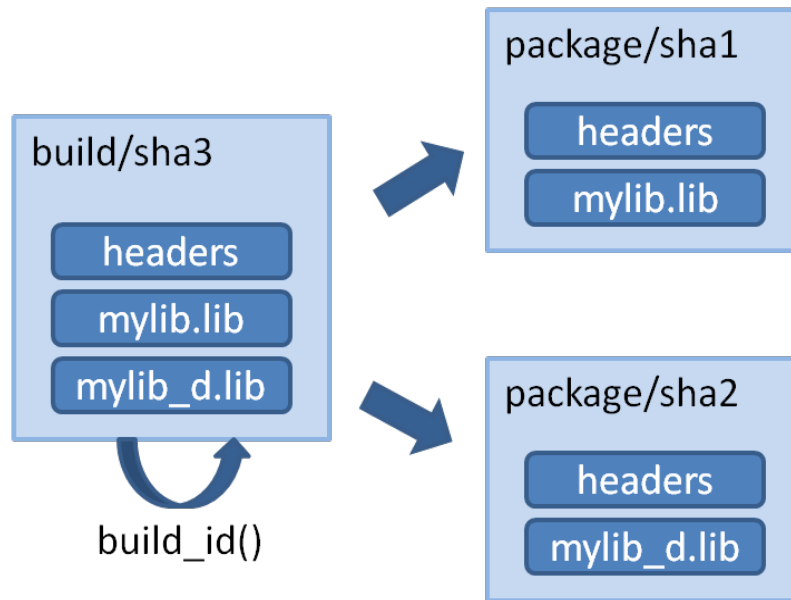 build/sha3
headers
mylib.lib
mylib_d.lib
build_id()
package/sha1
headers
mylib.lib
package/sha2
headers
mylib_d.lib